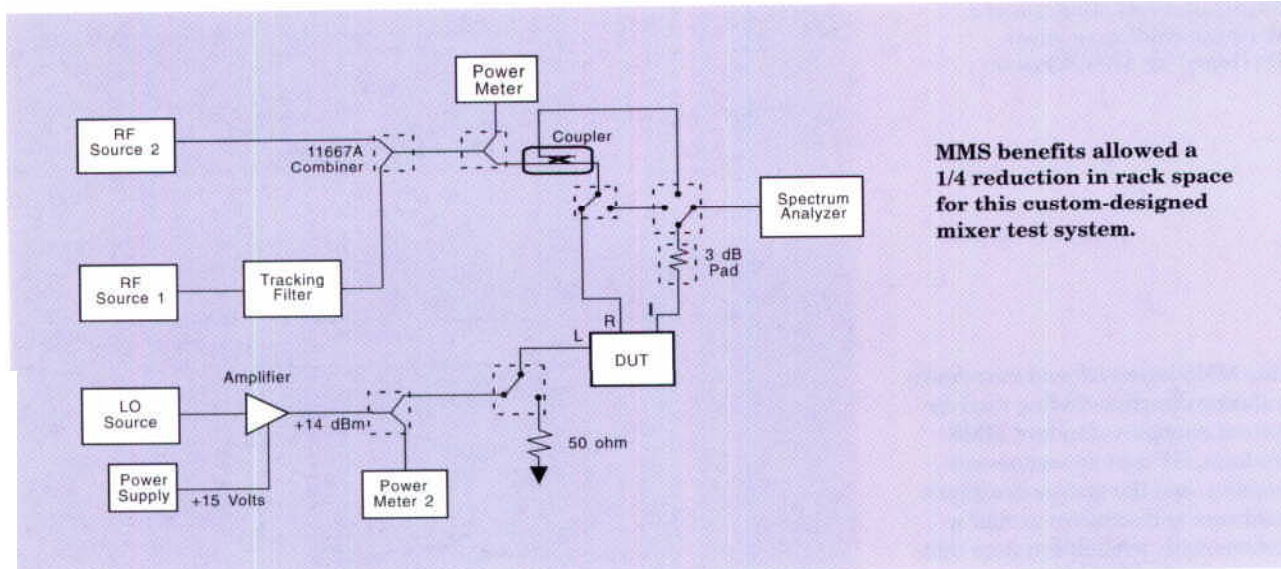 Power
Meter
RF
Source 2
11667A
Combiner
Coupler
Spectrum
Analyzer
MMS benefits allowed a
1/4 reduction in rack space
for this custom-designed
mixer test system.
RF
Source 1
Tracking
Filter
3 dB
Pad
R
I
L
DUT
Amplifier
LO
Source
+14 dBm
50 ohm
Power
Supply
+15 Volts
Power
Meter 2